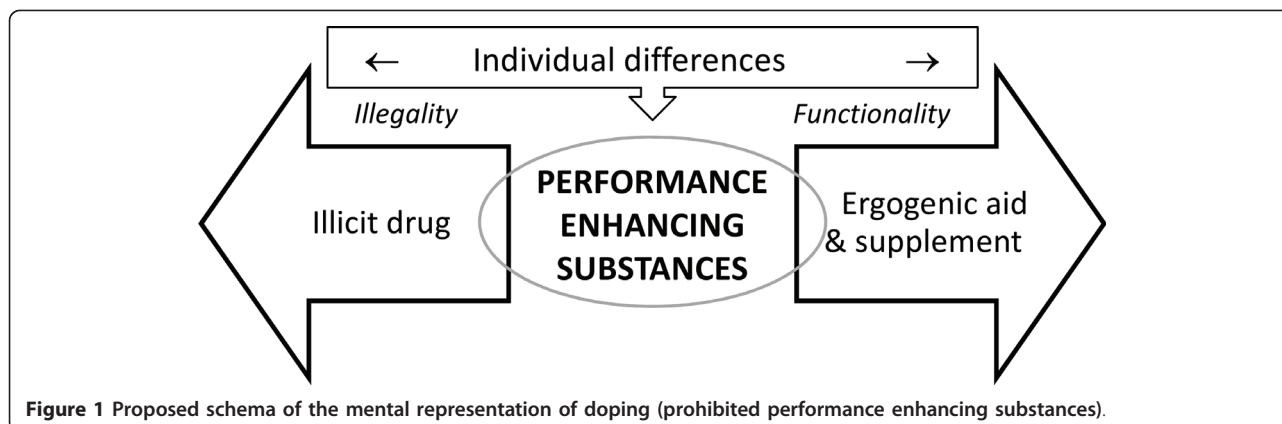 ← Individual differences →
Illegality
Functionality
Illicit drug
PERFORMANCE
ENHANCING
SUBSTANCES
Ergogenic aid
& supplement
Figure 1 Proposed schema of the mental representation of doping (prohibited performance enhancing substances).